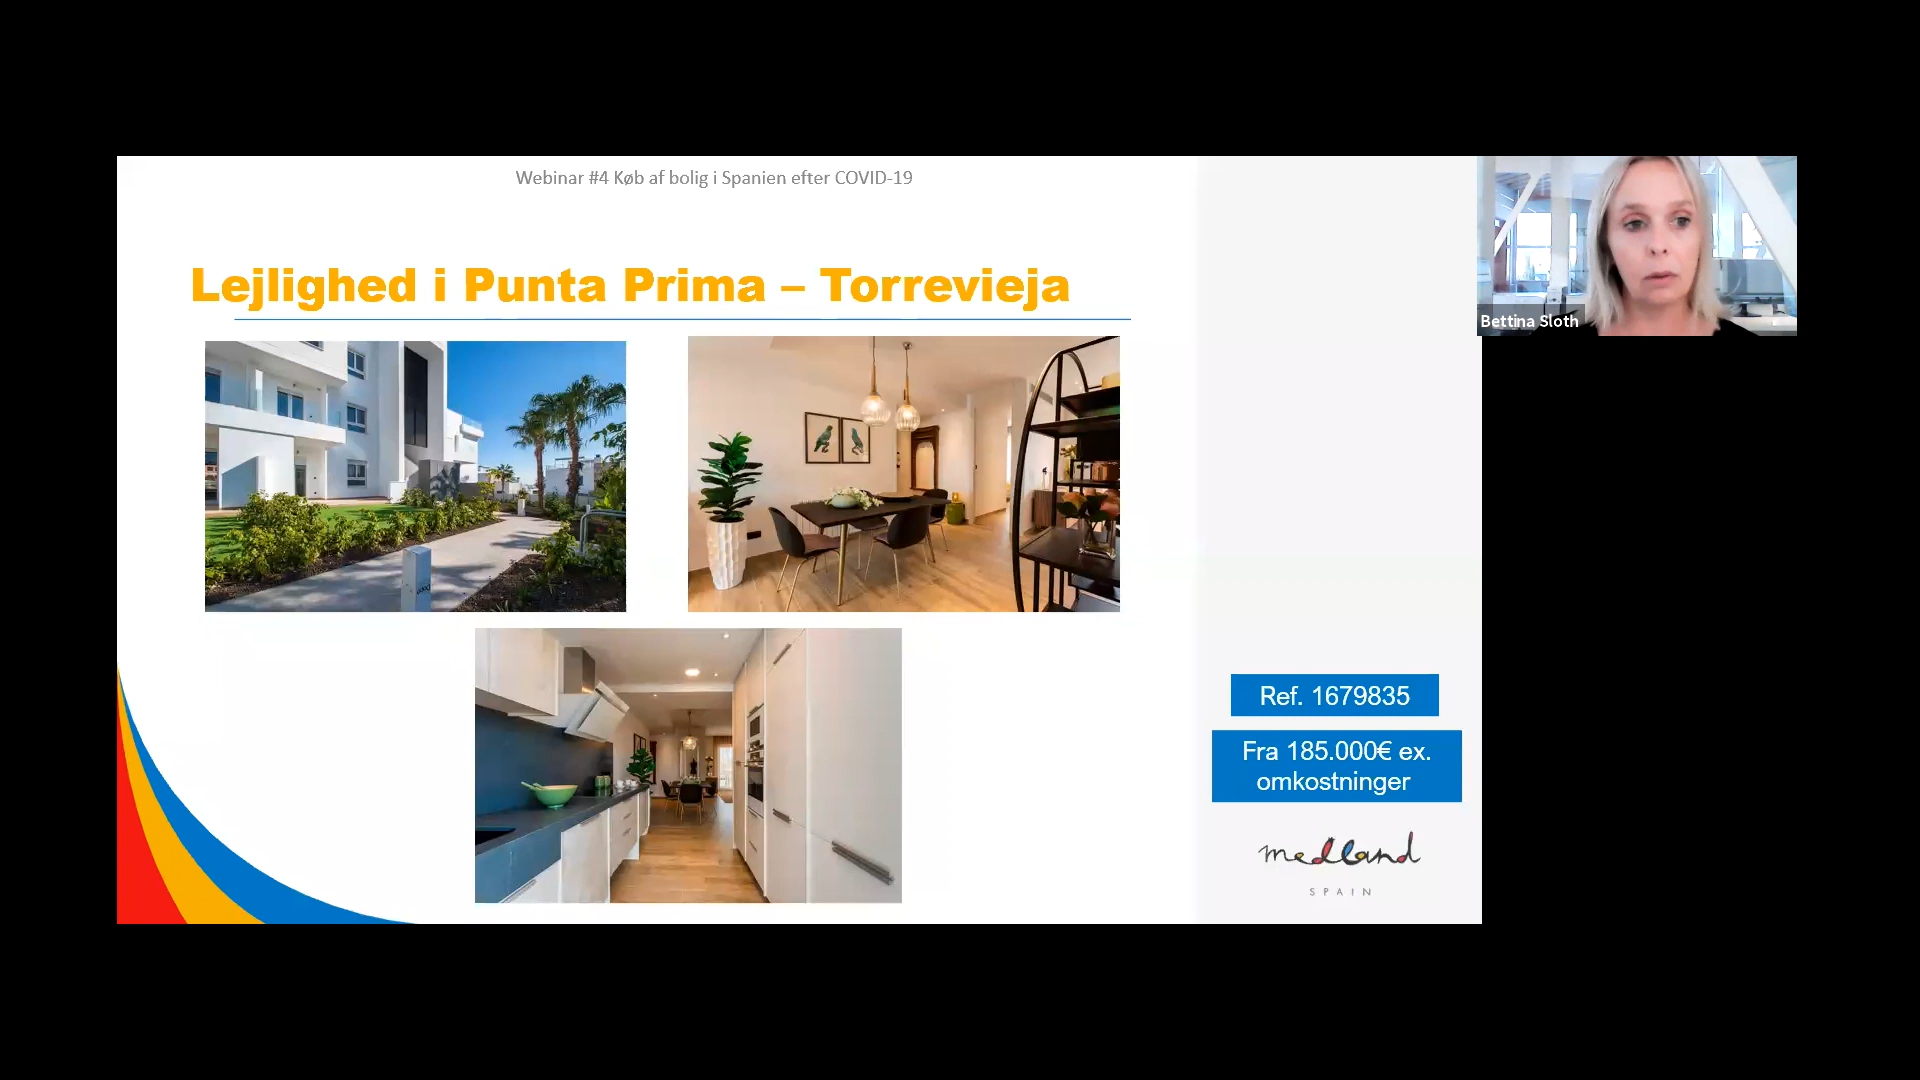 Webinar #4 Køb af bolig i Spanien efter COVID-19
Lejlighed i Punta Prima – Torrevieja
Bettina Sloth
Ref. 1679835
Fra 185.000€ ex.
omkostninger
medland
SPAIN